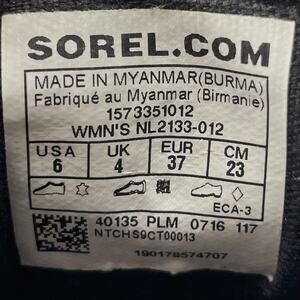 SOREL.COM
MADE IN MYANMAR(BURMA)
Fabriqué au Myanmar (Birmanie)
1573351012
WMN'S NL2133-012
USA UK EUR CM
6 4 37 23
ECA-3
40135 PLM 0716 117
NTCHS9CT00013
190178574707